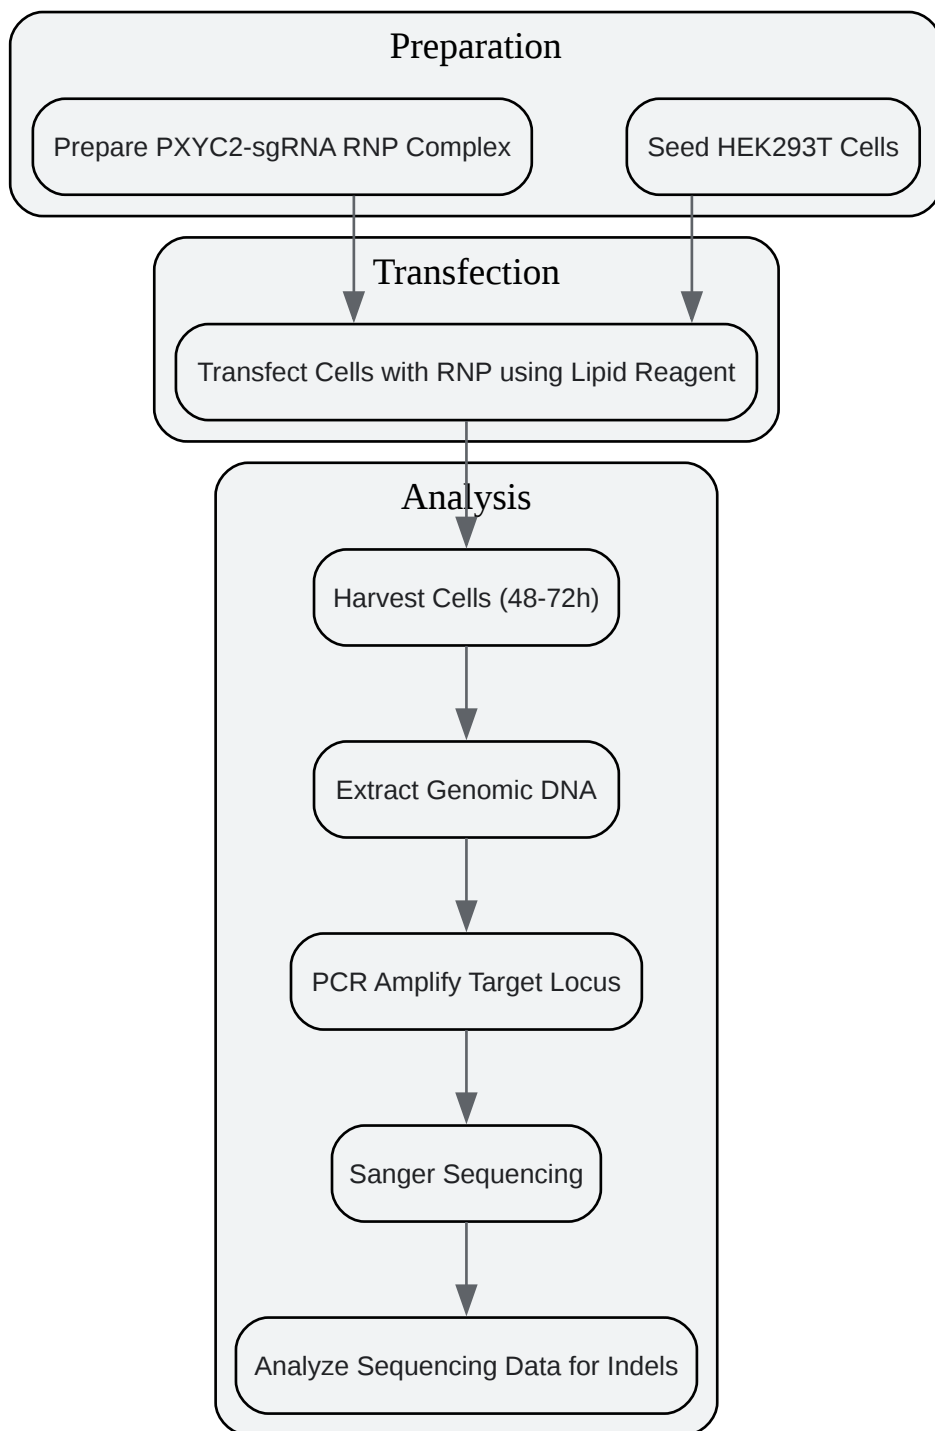 Preparation
Prepare PXYC2-sgRNA RNP Complex
Seed HEK293T Cells
Transfection
Transfect Cells with RNP using Lipid Reagent
Analysis
Harvest Cells (48-72h)
Extract Genomic DNA
PCR Amplify Target Locus
Sanger Sequencing
Analyze Sequencing Data for Indels